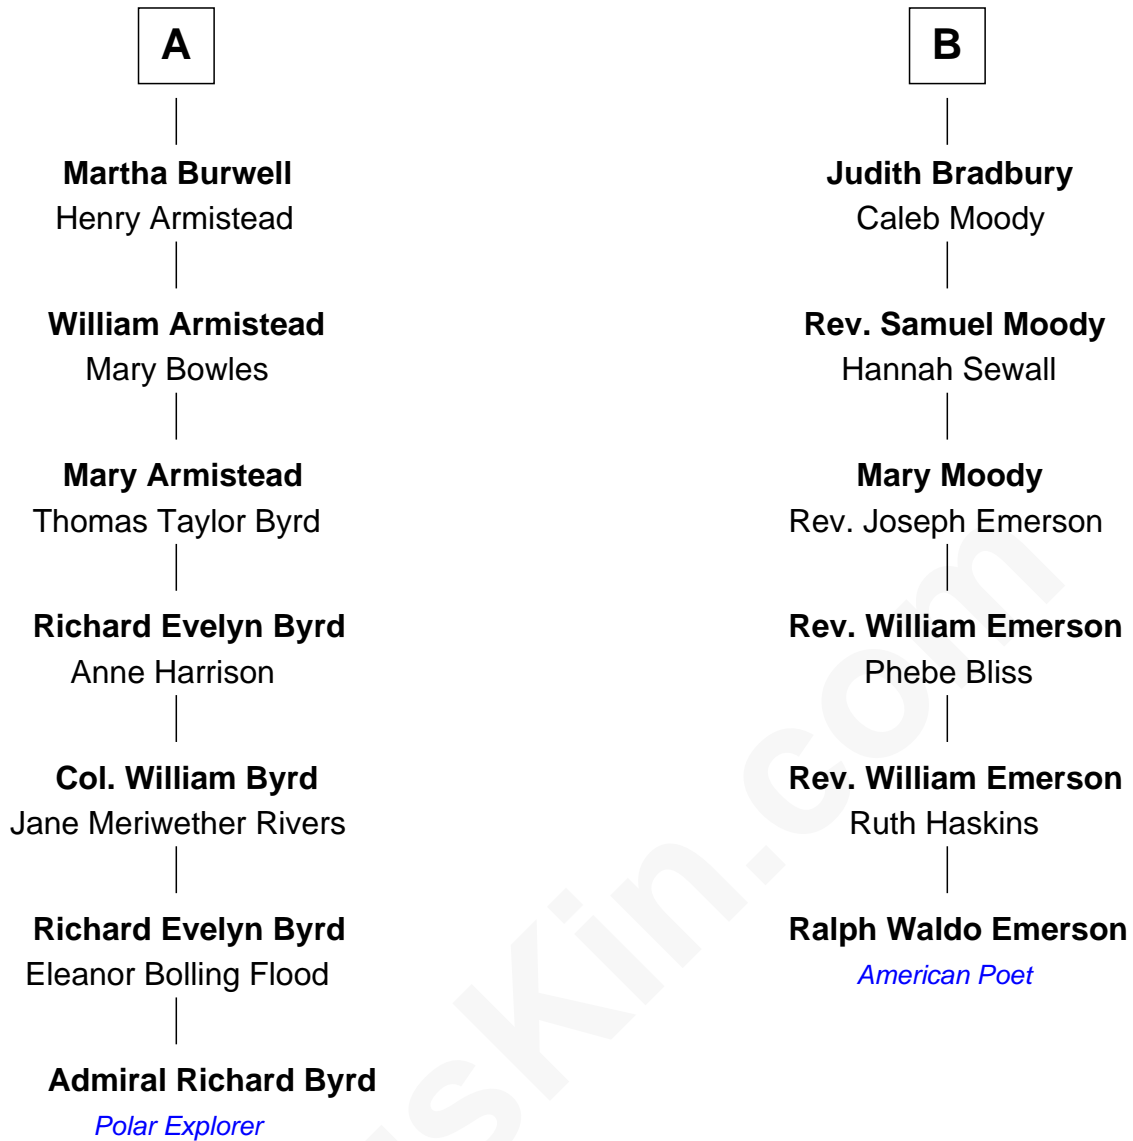 A
Martha Burwell
Henry Armistead
William Armistead
Mary Bowles
Mary Armistead
Thomas Taylor Byrd
Richard Evelyn Byrd
Anne Harrison
Col. William Byrd
Jane Meriwether Rivers
Richard Evelyn Byrd
Eleanor Bolling Flood
Admiral Richard Byrd
Polar Explorer
B
Judith Bradbury
Caleb Moody
Rev. Samuel Moody
Hannah Sewall
Mary Moody
Rev. Joseph Emerson
Rev. William Emerson
Phebe Bliss
Rev. William Emerson
Ruth Haskins
Ralph Waldo Emerson
American Poet